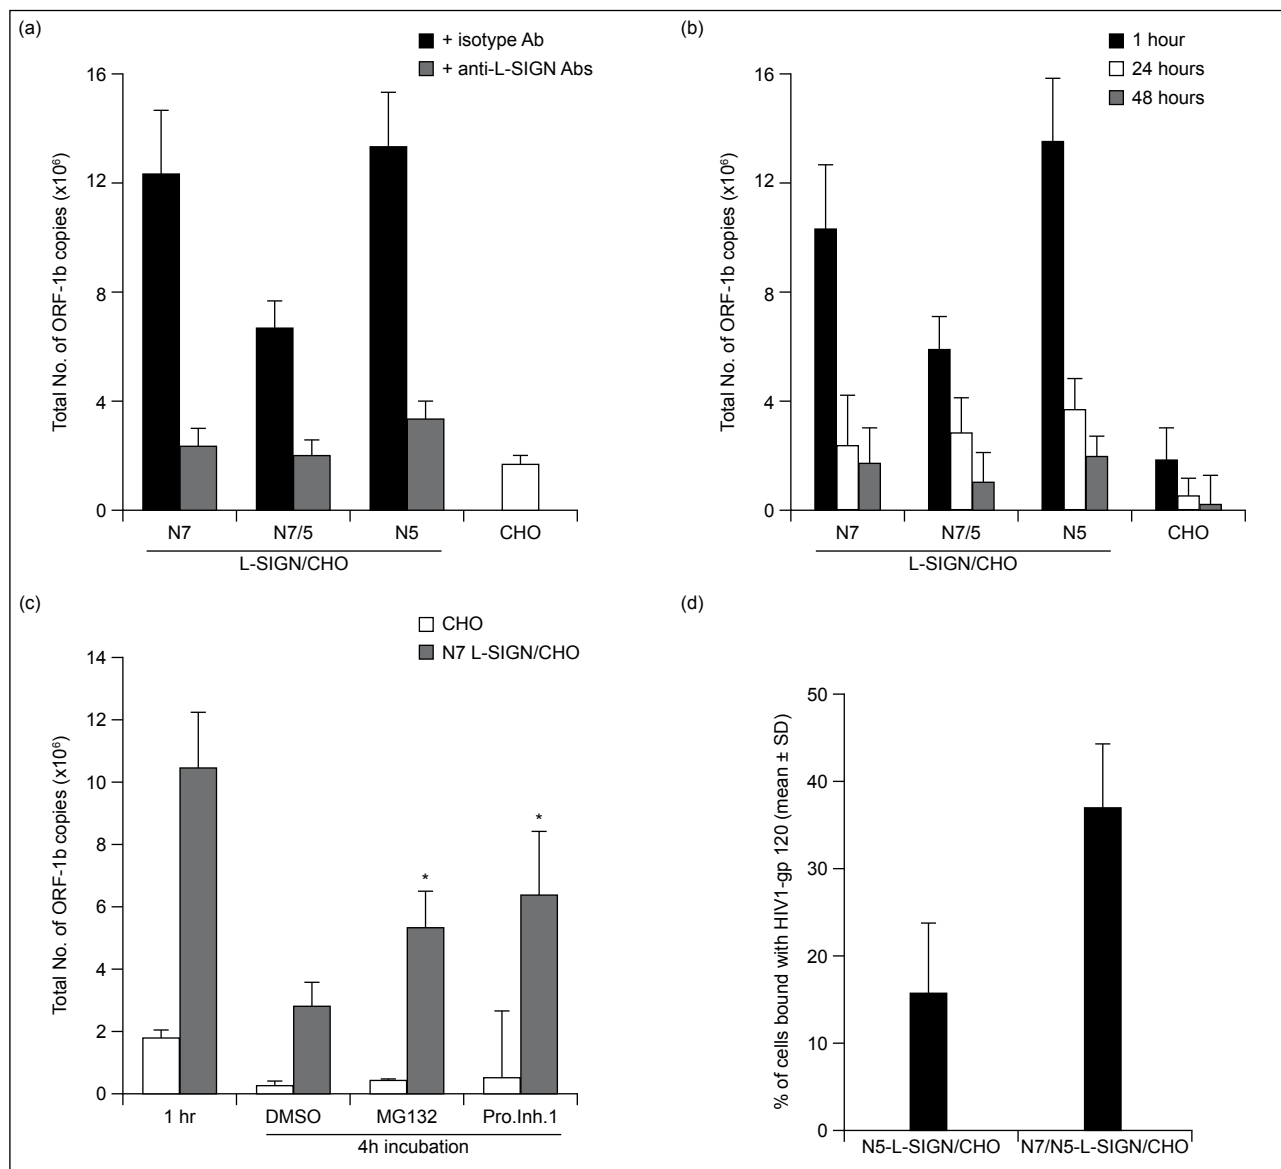 (a)
+ isotype Ab
+ anti-L-SIGN Abs
Total No. of ORF-1b copies (x10⁶)
16
12
8
4
0
N7
N7/5
N5
CHO
L-SIGN/CHO
(b)
1 hour
24 hours
48 hours
Total No. of ORF-1b copies (x10⁶)
16
12
8
4
0
N7
N7/5
N5
CHO
L-SIGN/CHO
(c)
CHO
N7 L-SIGN/CHO
Total No. of ORF-1b copies (x10⁶)
14
12
10
8
6
4
2
0
*
*
1 hr
DMSO
MG132
Pro.Inh.1
4h incubation
(d)
% of cells bound with HIV1-gp 120 (mean ± SD)
50
40
30
20
10
0
N5-L-SIGN/CHO
N7/N5-L-SIGN/CHO